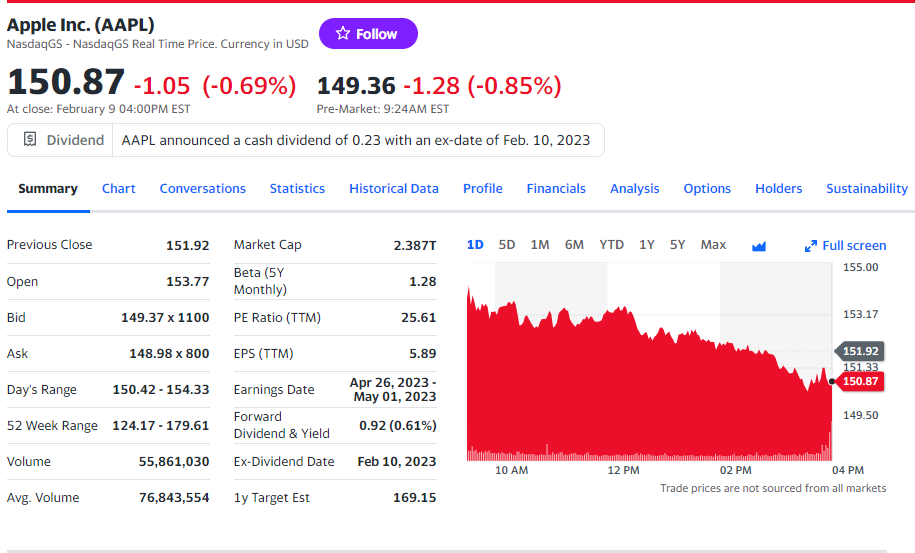 Apple Inc. (AAPL)
NasdaqGS - NasdaqGS Real Time Price. Currency in USD
Follow
150.87 -1.05 (-0.69%)
At close: February 9 04:00PM EST
149.36 -1.28 (-0.85%)
Pre-Market: 9:24AM EST
Dividend AAPL announced a cash dividend of 0.23 with an ex-date of Feb. 10, 2023
Summary Chart Conversations Statistics Historical Data Profile Financials Analysis Options Holders Sustainability
Previous Close 151.92
Open 153.77
Bid 149.37 x 1100
Ask 148.98 x 800
Day's Range 150.42 - 154.33
52 Week Range 124.17 - 179.61
Volume 55,861,030
Avg. Volume 76,843,554
Market Cap 2.387T
Beta (5Y
Monthly) 1.28
PE Ratio (TTM) 25.61
EPS (TTM) 5.89
Earnings Date Apr 26, 2023 -
May 01, 2023
Forward
Dividend & Yield 0.92 (0.61%)
Ex-Dividend Date Feb 10, 2023
1y Target Est 169.15
1D 5D 1M 6M YTD 1Y 5Y Max Full screen
155.00
153.17
151.92
151.33
150.87
149.50
10 AM 12 PM 02 PM 04 PM
Trade prices are not sourced from all markets